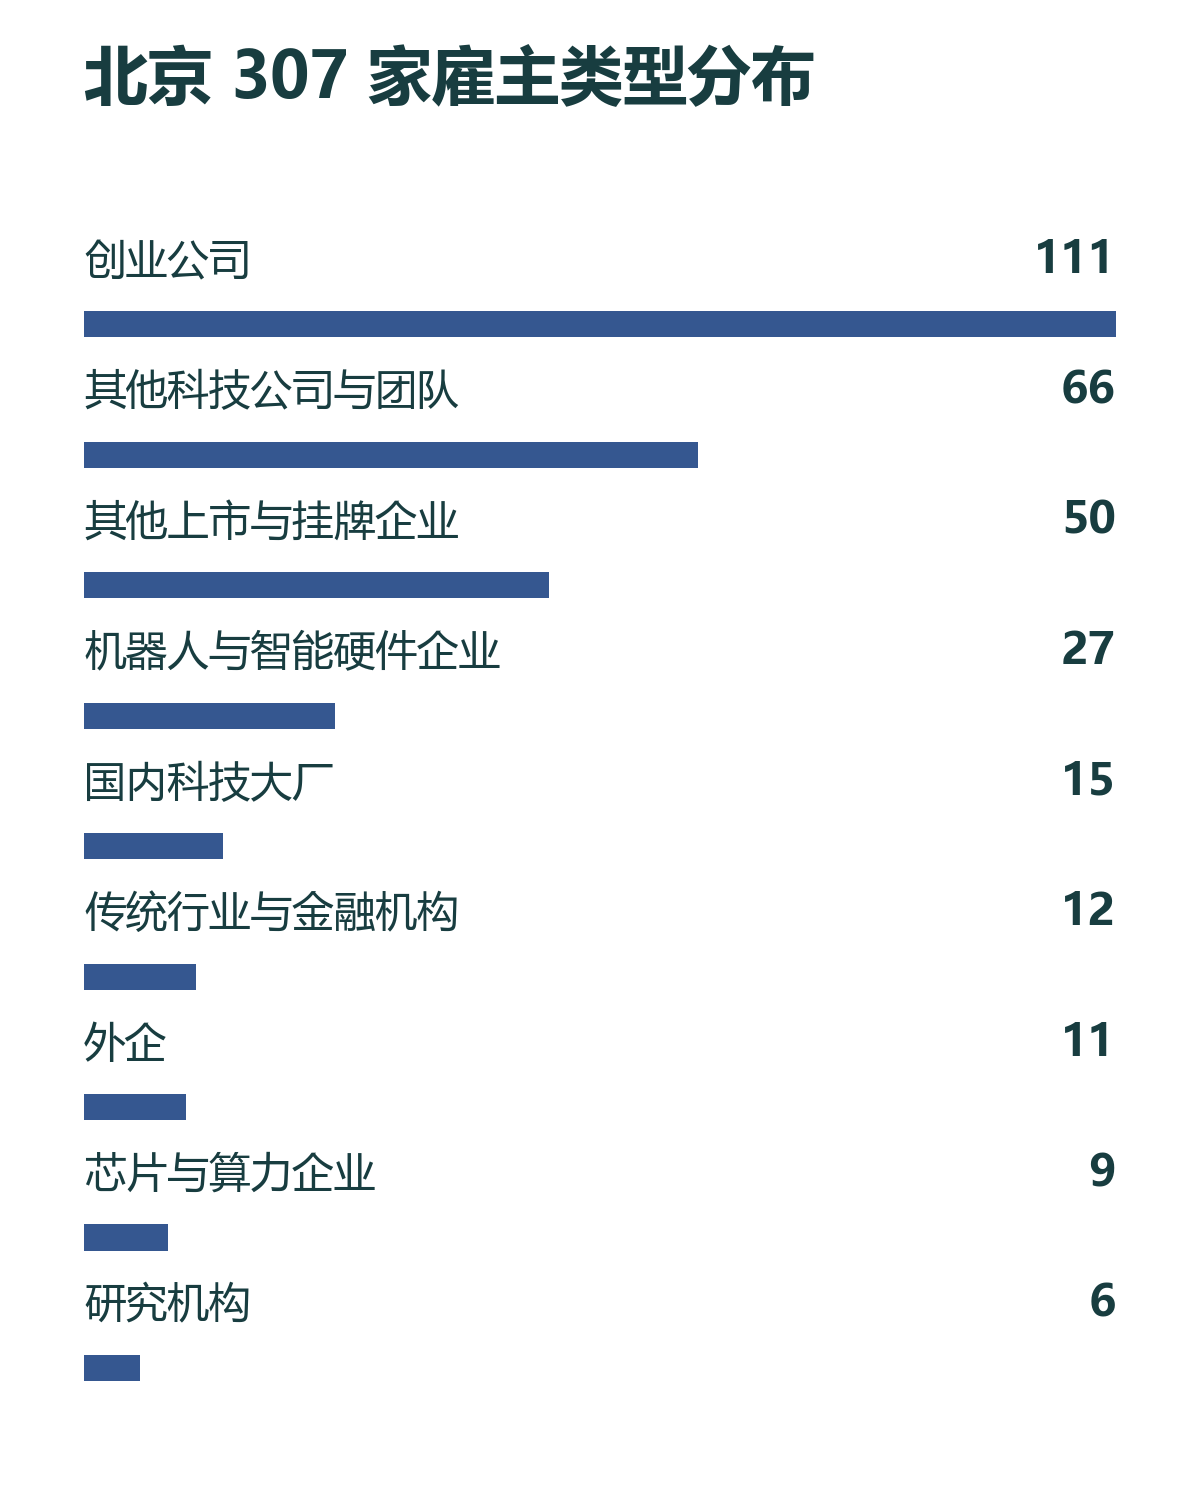 北京 307 家雇主类型分布
创业公司 111
其他科技公司与团队 66
其他上市与挂牌企业 50
机器人与智能硬件企业 27
国内科技大厂 15
传统行业与金融机构 12
外企 11
芯片与算力企业 9
研究机构 6